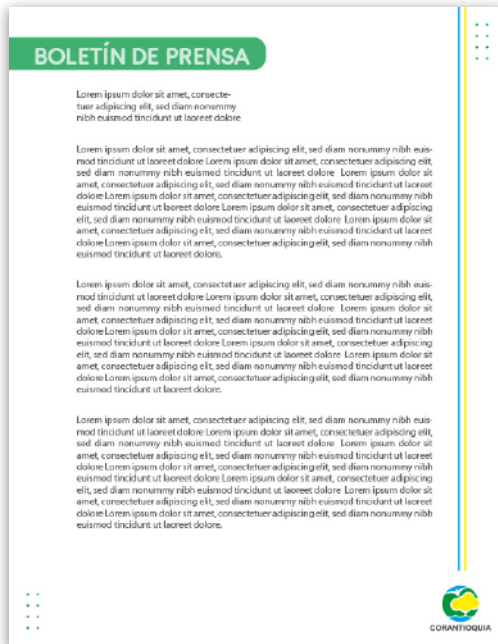 BOLETÍN DE PRENSA
Lorem ipsum dolor sit amet, consecte-
tuer adipiscing elit, sed diam nonummy
nibh euismod tincidunt ut laoreet dolore
Lorem ipsum dolor sit amet, consectetuer adipiscing elit, sed diam nonummy nibh euis-
mod tincidunt ut laoreet dolore Lorem ipsum dolor sit amet, consectetuer adipiscing elit,
sed diam nonummy nibh euismod tincidunt ut laoreet dolore Lorem ipsum dolor sit
amet, consectetuer adipiscing elit, sed diam nonummy nibh euismod tincidunt ut laoreet
dolore Lorem ipsum dolor sit amet, consectetuer adipiscing elit, sed diam nonummy nibh
euismod tincidunt ut laoreet dolore Lorem ipsum dolor sit amet, consectetuer adipiscing
elit, sed diam nonummy nibh euismod tincidunt ut laoreet dolore Lorem ipsum dolor sit
amet, consectetuer adipiscing elit, sed diam nonummy nibh euismod tincidunt ut laoreet
dolore Lorem ipsum dolor sit amet, consectetuer adipiscing elit, sed diam nonummy nibh
euismod tincidunt ut laoreet dolore.
Lorem ipsum dolor sit amet, consectetuer adipiscing elit, sed diam nonummy nibh euis-
mod tincidunt ut laoreet dolore Lorem ipsum dolor sit amet, consectetuer adipiscing elit,
sed diam nonummy nibh euismod tincidunt ut laoreet dolore Lorem ipsum dolor sit
amet, consectetuer adipiscing elit, sed diam nonummy nibh euismod tincidunt ut laoreet
dolore Lorem ipsum dolor sit amet, consectetuer adipiscing elit, sed diam nonummy nibh
euismod tincidunt ut laoreet dolore Lorem ipsum dolor sit amet, consectetuer adipiscing
elit, sed diam nonummy nibh euismod tincidunt ut laoreet dolore Lorem ipsum dolor sit
amet, consectetuer adipiscing elit, sed diam nonummy nibh euismod tincidunt ut laoreet
dolore Lorem ipsum dolor sit amet, consectetuer adipiscing elit, sed diam nonummy nibh
euismod tincidunt ut laoreet dolore.
Lorem ipsum dolor sit amet, consectetuer adipiscing elit, sed diam nonummy nibh euis-
mod tincidunt ut laoreet dolore Lorem ipsum dolor sit amet, consectetuer adipiscing elit,
sed diam nonummy nibh euismod tincidunt ut laoreet dolore Lorem ipsum dolor sit
amet, consectetuer adipiscing elit, sed diam nonummy nibh euismod tincidunt ut laoreet
dolore Lorem ipsum dolor sit amet, consectetuer adipiscing elit, sed diam nonummy nibh
euismod tincidunt ut laoreet dolore Lorem ipsum dolor sit amet, consectetuer adipiscing
elit, sed diam nonummy nibh euismod tincidunt ut laoreet dolore Lorem ipsum dolor sit
amet, consectetuer adipiscing elit, sed diam nonummy nibh euismod tincidunt ut laoreet
dolore Lorem ipsum dolor sit amet, consectetuer adipiscing elit, sed diam nonummy nibh
euismod tincidunt ut laoreet dolore.
CORANTIOQUIA